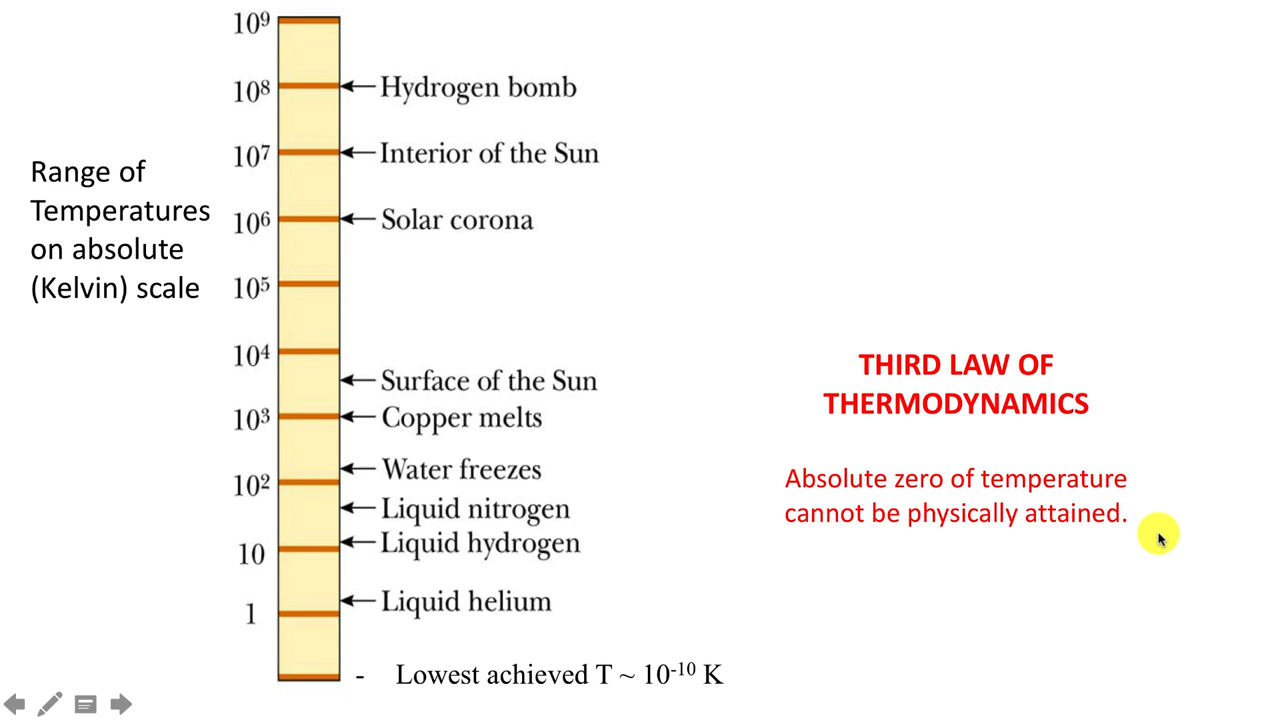 Range of
Temperatures
on absolute
(Kelvin) scale
10⁹
10⁸
Hydrogen bomb
10⁷
Interior of the Sun
10⁶
Solar corona
10⁵
10⁴
Surface of the Sun
10³
Copper melts
Water freezes
10²
Liquid nitrogen
Liquid hydrogen
10
Liquid helium
1
- Lowest achieved T ~ 10⁻¹⁰ K
THIRD LAW OF
THERMODYNAMICS
Absolute zero of temperature
cannot be physically attained.